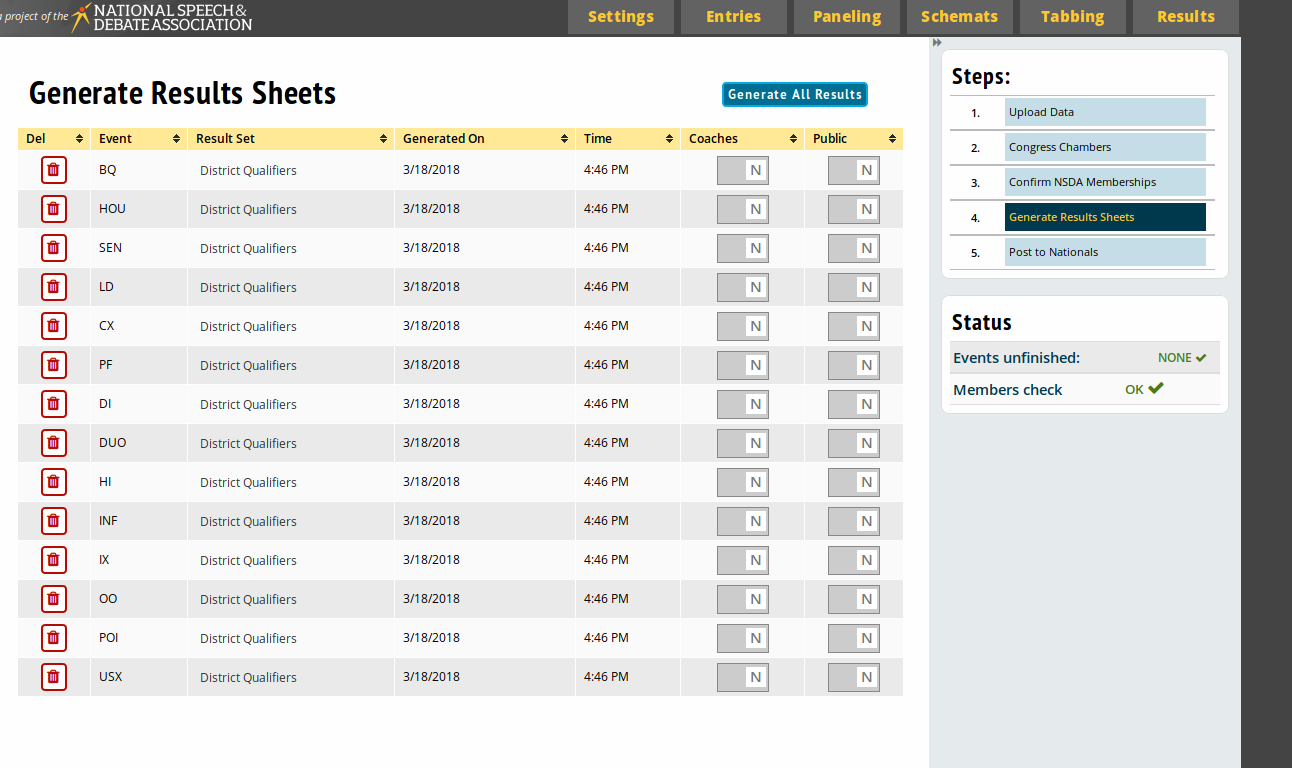 a project of the NATIONAL SPEECH &
DEBATE ASSOCIATION
Settings Entries Paneling Schemats Tabbing Results
Generate Results Sheets
Generate All Results
Del Event Result Set Generated On Time Coaches Public
BQ District Qualifiers 3/18/2018 4:46 PM N N
HOU District Qualifiers 3/18/2018 4:46 PM N N
SEN District Qualifiers 3/18/2018 4:46 PM N N
LD District Qualifiers 3/18/2018 4:46 PM N N
CX District Qualifiers 3/18/2018 4:46 PM N N
PF District Qualifiers 3/18/2018 4:46 PM N N
DI District Qualifiers 3/18/2018 4:46 PM N N
DUO District Qualifiers 3/18/2018 4:46 PM N N
HI District Qualifiers 3/18/2018 4:46 PM N N
INF District Qualifiers 3/18/2018 4:46 PM N N
IX District Qualifiers 3/18/2018 4:46 PM N N
OO District Qualifiers 3/18/2018 4:46 PM N N
POI District Qualifiers 3/18/2018 4:46 PM N N
USX District Qualifiers 3/18/2018 4:46 PM N N
Steps:
1. Upload Data
2. Congress Chambers
3. Confirm NSDA Memberships
4. Generate Results Sheets
5. Post to Nationals
Status
Events unfinished: NONE
Members check OK